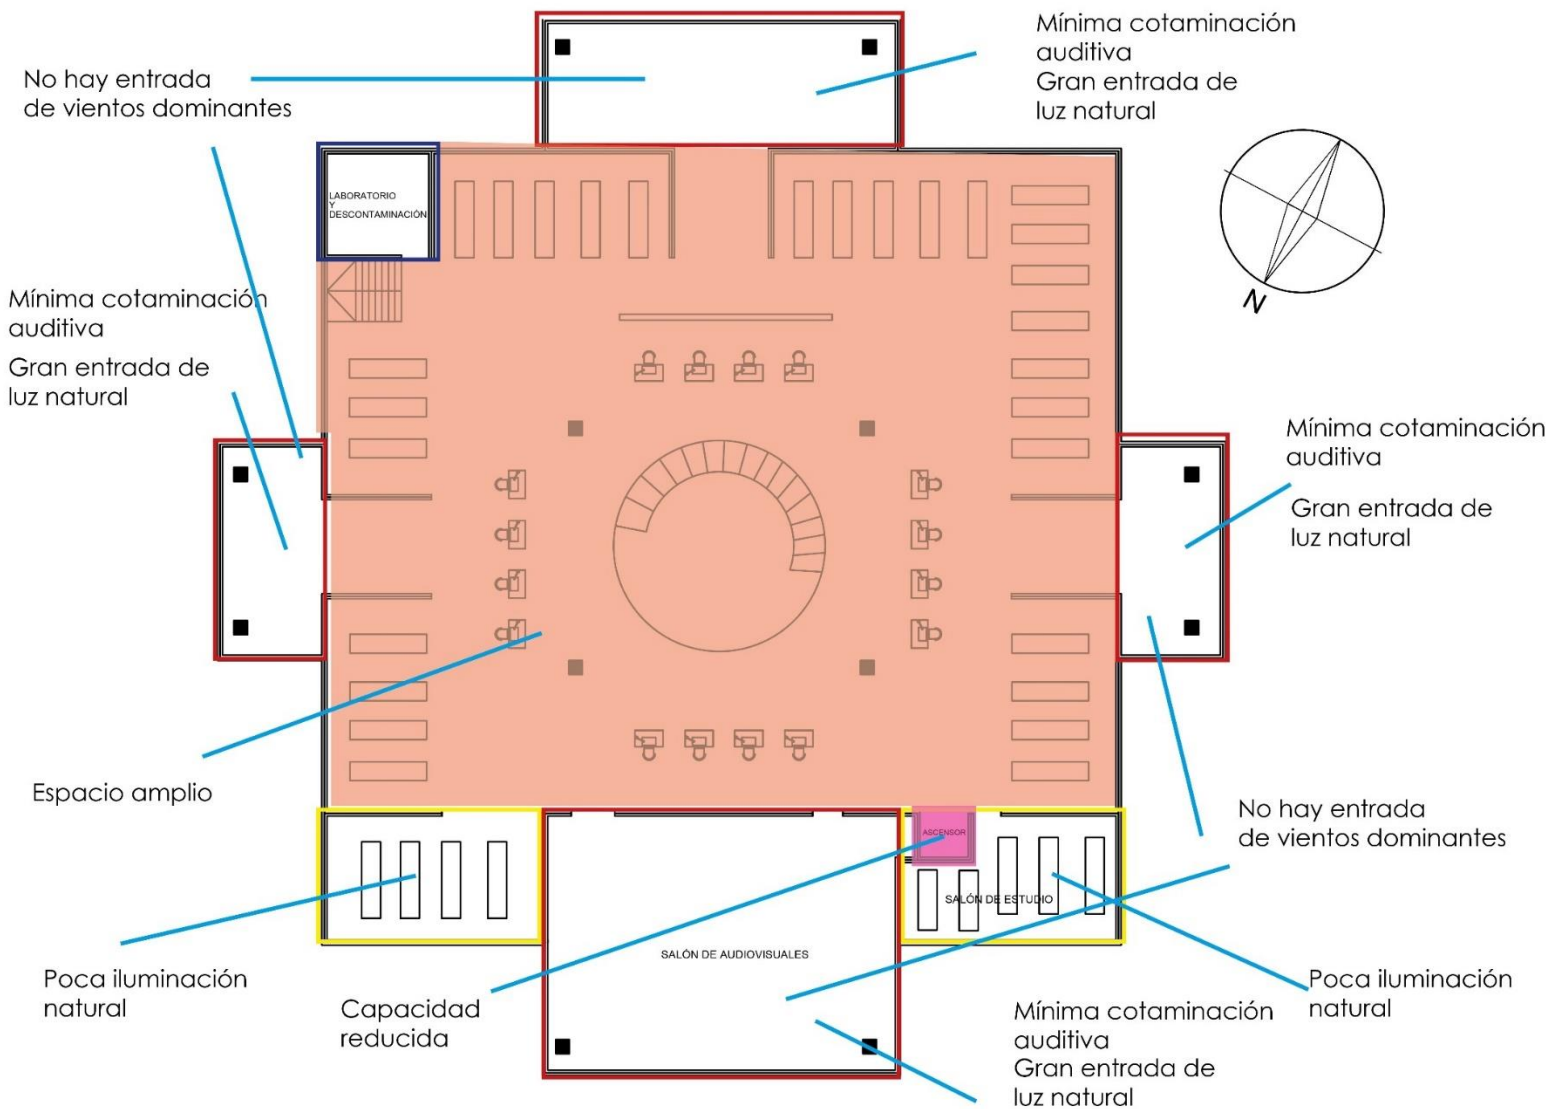 Mínima cotaminación
auditiva
Gran entrada de
luz natural
No hay entrada
de vientos dominantes
LABORATORIO
Y
DESCONTAMINACIÓN
N
Mínima cotaminación
auditiva
Gran entrada de
luz natural
Mínima cotaminación
auditiva
Gran entrada de
luz natural
Espacio amplio
No hay entrada
de vientos dominantes
ASCENSOR
SALÓN DE ESTUDIO
SALÓN DE AUDIOVISUALES
Poca iluminación
natural
Capacidad
reducida
Poca iluminación
natural
Mínima cotaminación
auditiva
Gran entrada de
luz natural